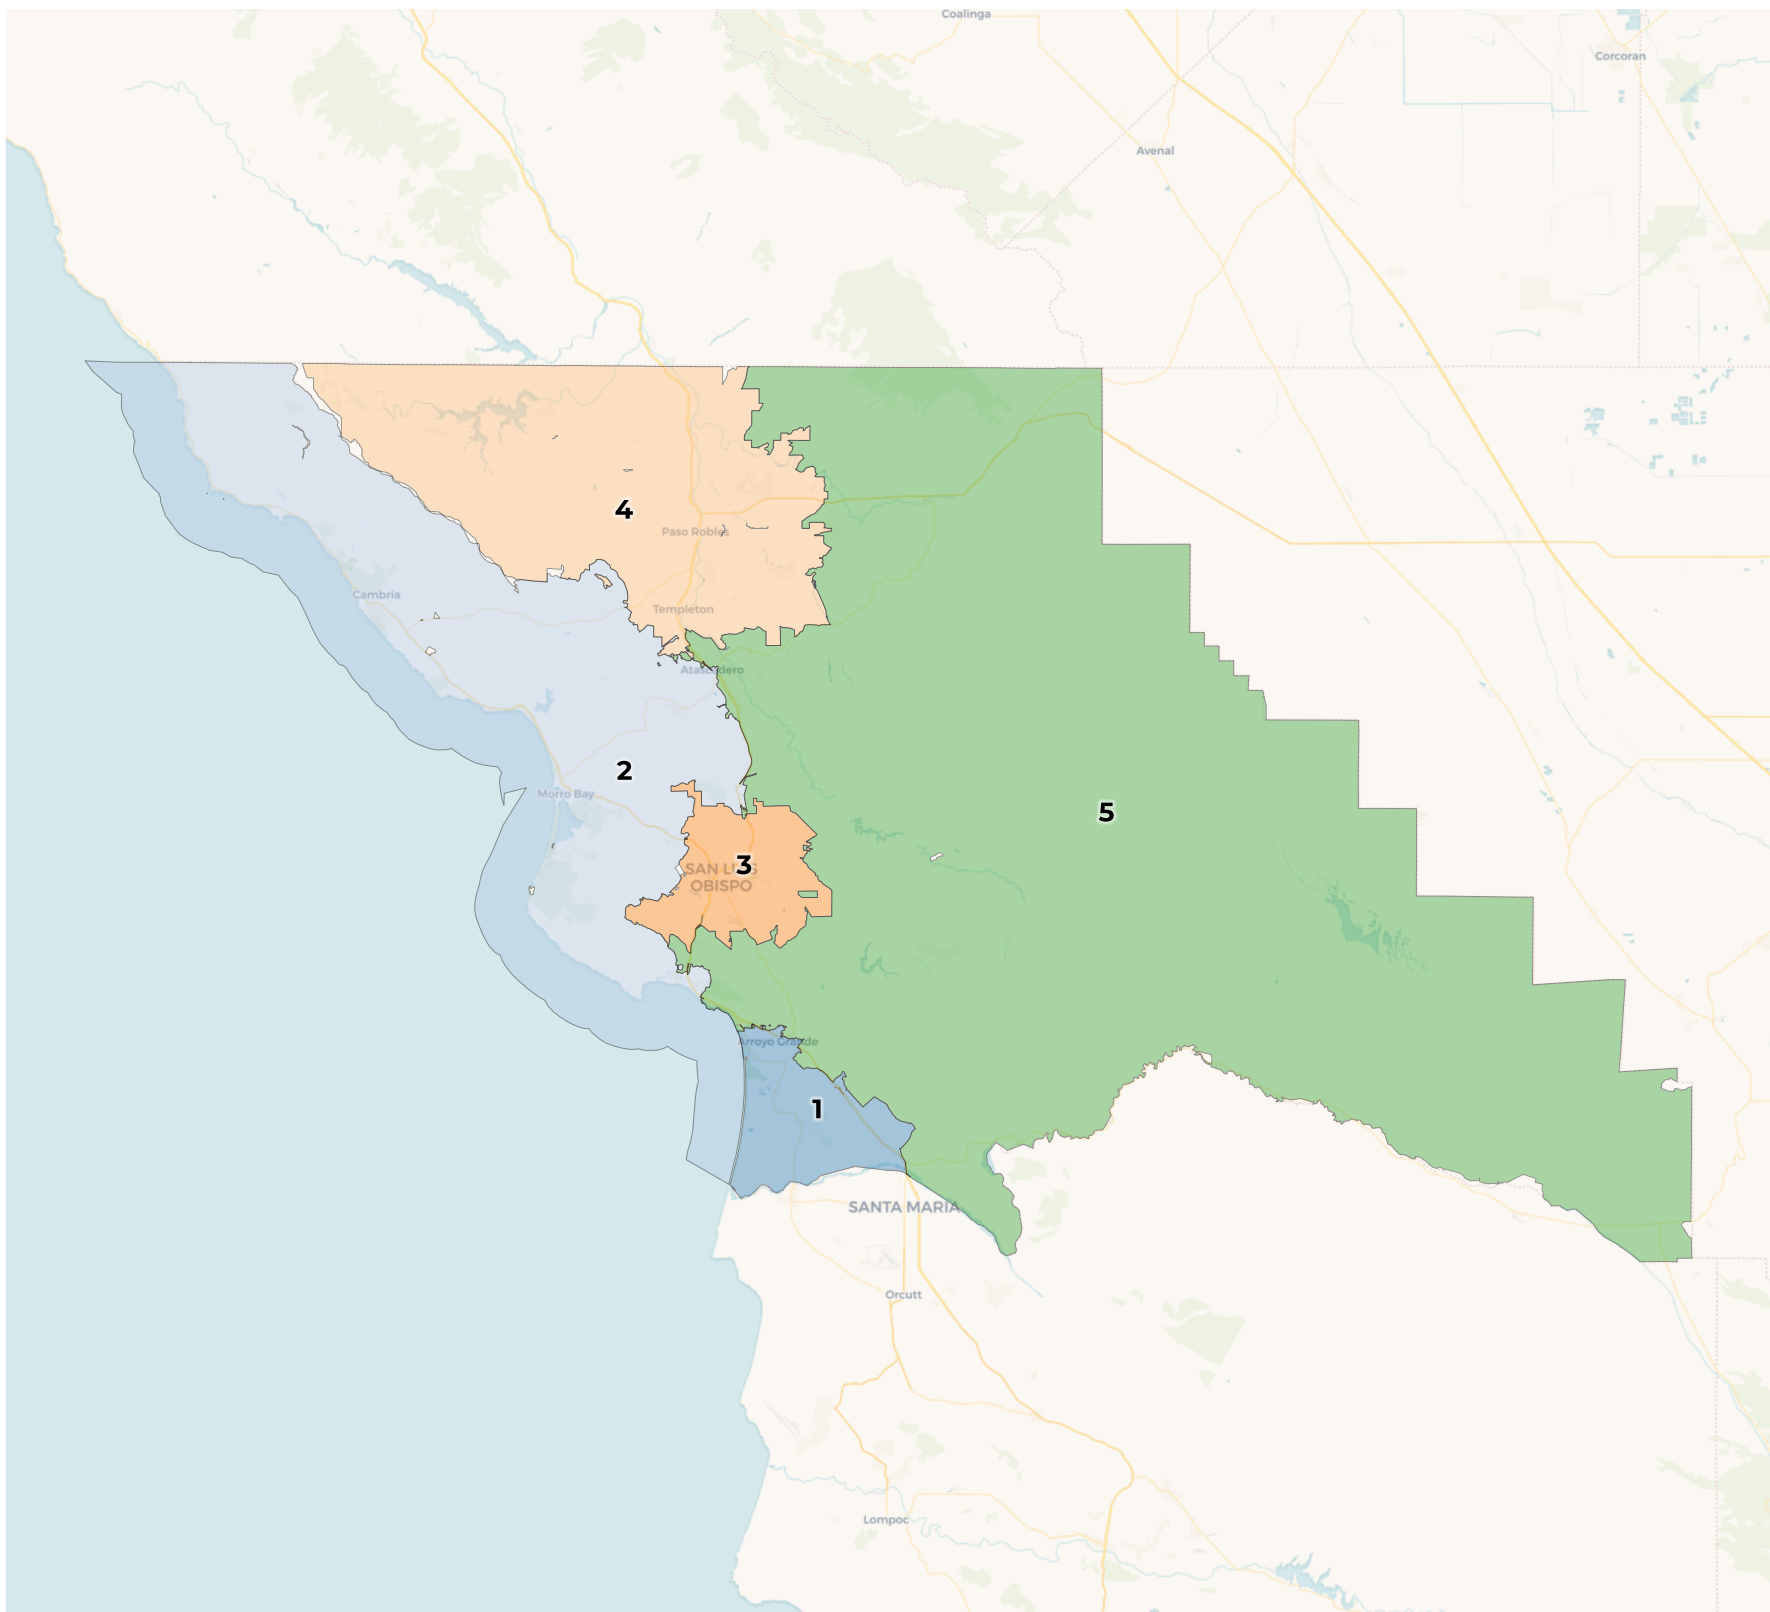 Coalinga
Corcoran
Avenal
4
Paso Robles
Cambria
Templeton
Atascadero
2
Morro Bay
5
3
SAN LUIS
OBISPO
Arroyo Grande
1
SANTA MARIA
Orcutt
Lompoc